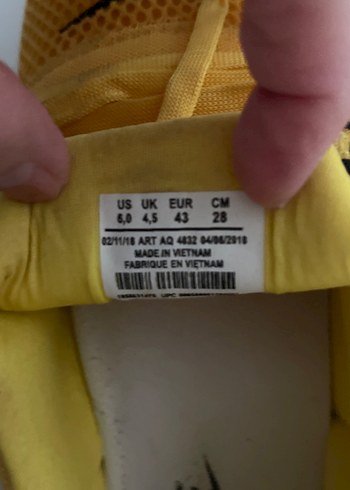 US UK EUR CM
6,0 4,5 43 28
02/11/18 ART AQ 4832 04/06/2018
MADE.IN VIETNAM
FABRIQUE EN VIETNAM
UPC